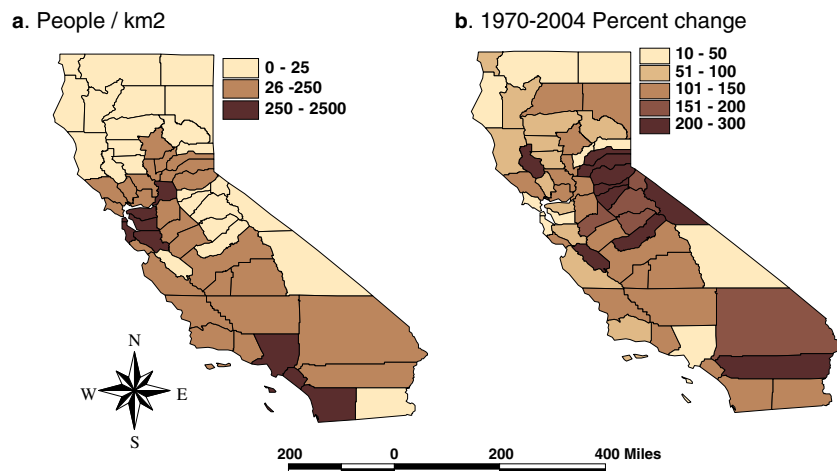 a. People / km2
0 - 25
26 -250
250 - 2500
b. 1970-2004 Percent change
10 - 50
51 - 100
101 - 150
151 - 200
200 - 300
N
W E
S
200 0 200 400 Miles